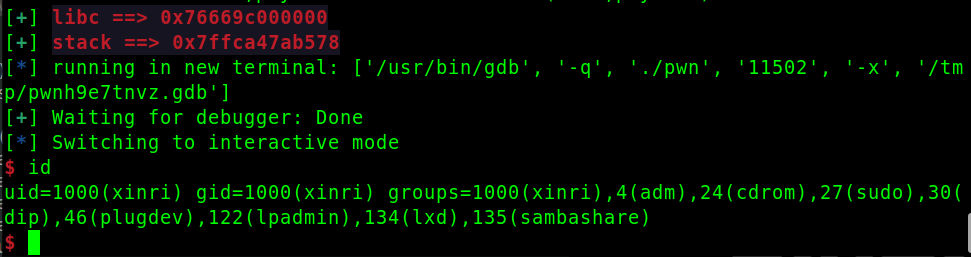 [+] libc ==> 0x76669c000000
[+] stack ==> 0x7ffca47ab578
[*] running in new terminal: ['/usr/bin/gdb', '-q', './pwn', '11502', '-x', '/tm
p/pwnh9e7tnvz.gdb']
[+] Waiting for debugger: Done
[*] Switching to interactive mode
$ id
uid=1000(xinri) gid=1000(xinri) groups=1000(xinri),4(adm),24(cdrom),27(sudo),30(
dip),46(plugdev),122(lpadmin),134(lxd),135(sambashare)
$